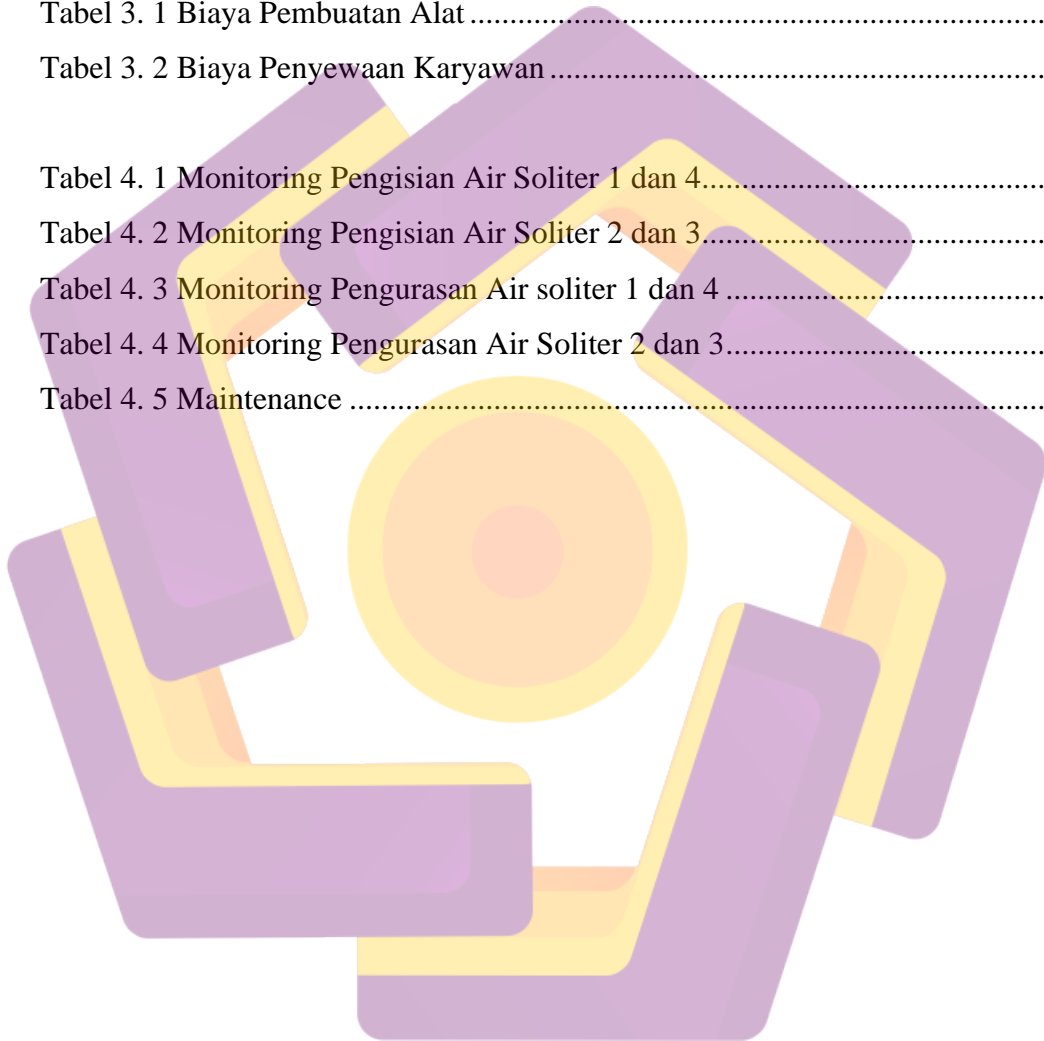 Tabel 3. 1 Biaya Pembuatan Alat........................................................................
Tabel 3. 2 Biaya Penyewaan Karyawan..............................................................
Tabel 4. 1 Monitoring Pengisian Air Soliter 1 dan 4...........................................
Tabel 4. 2 Monitoring Pengisian Air Soliter 2 dan 3...........................................
Tabel 4. 3 Monitoring Pengurasan Air soliter 1 dan 4 ........................................
Tabel 4. 4 Monitoring Pengurasan Air Soliter 2 dan 3........................................
Tabel 4. 5 Maintenance .......................................................................................